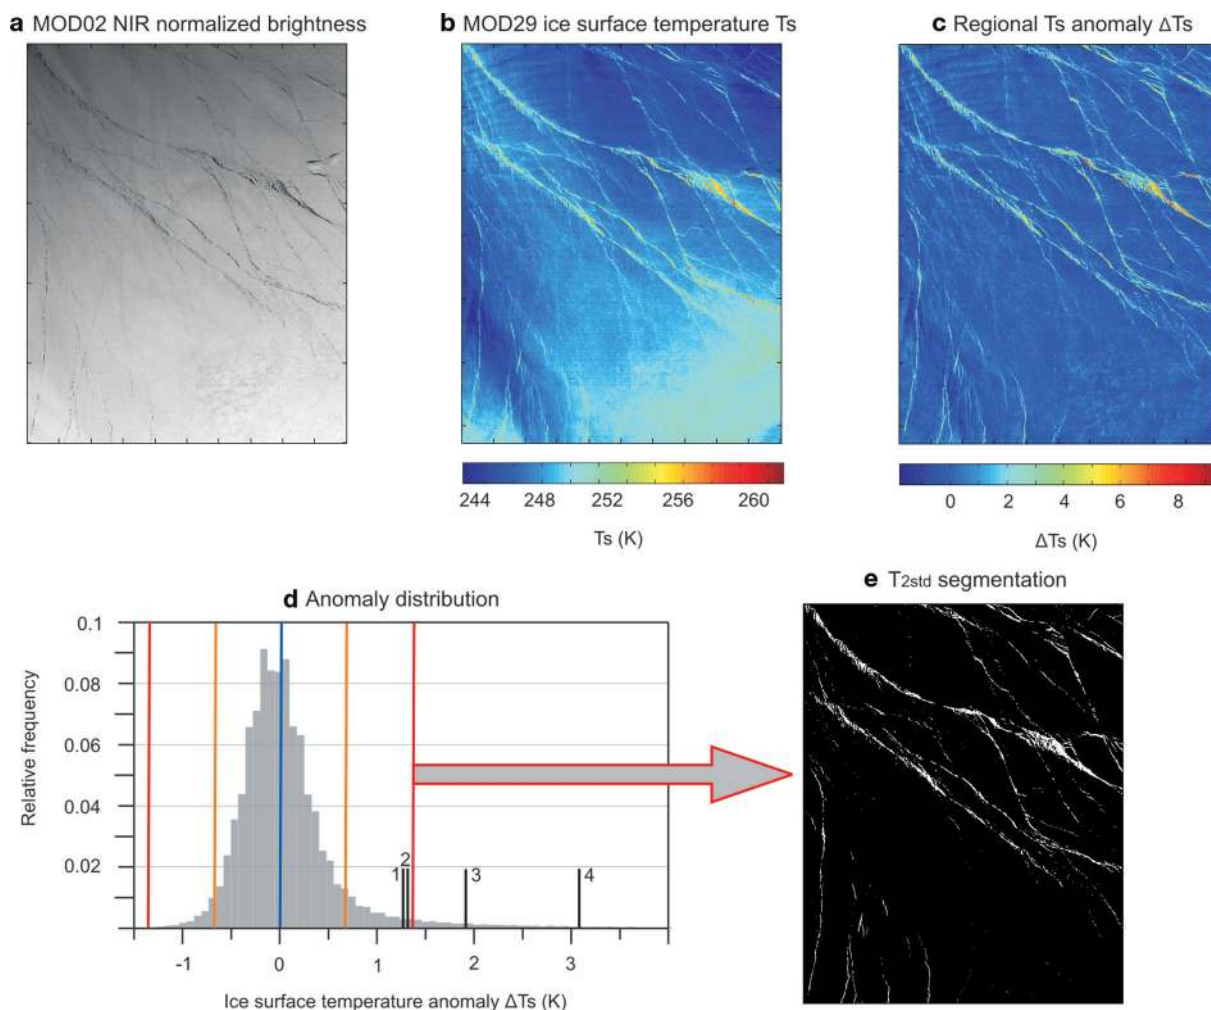 a MOD02 NIR normalized brightness
b MOD29 ice surface temperature Ts
c Regional Ts anomaly ΔTs
244 248 252 256 260
Ts (K)
0 2 4 6 8
ΔTs (K)
d Anomaly distribution
e T2std segmentation
0.1
0.08
0.06
0.04
0.02
Relative frequency
1 2 3 4
-1 0 1 2 3
Ice surface temperature anomaly ΔTs (K)